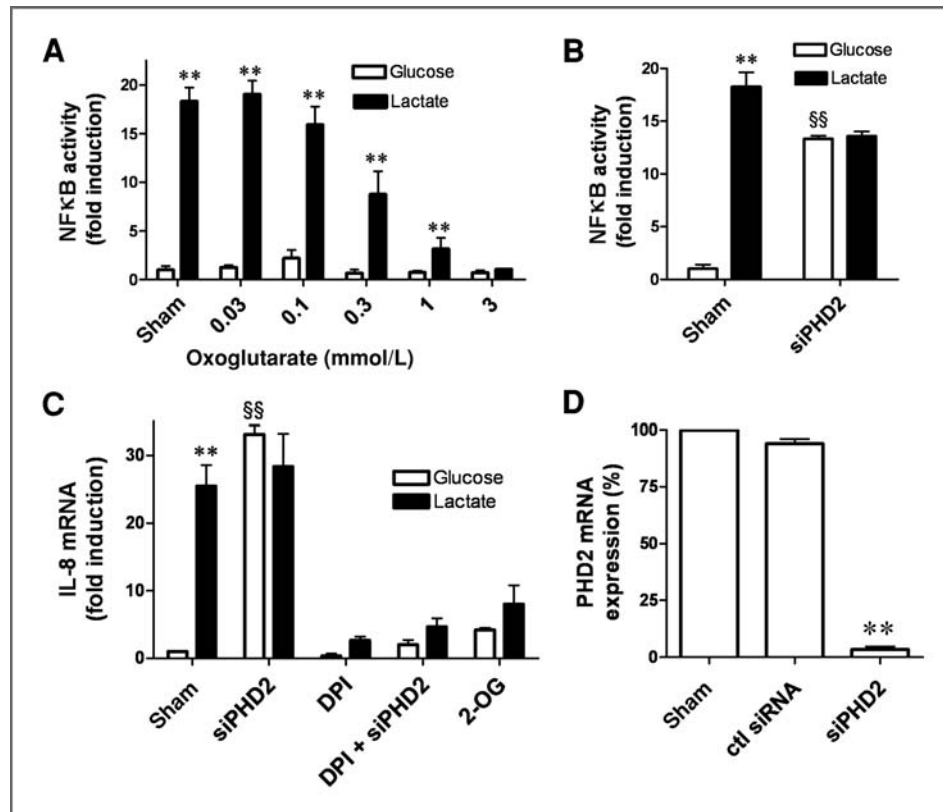 A
NFKB activity
(fold induction)
20
15
10
5
0
**
**
**
**
**
Glucose
Lactate
Sham
0.03
0.1
0.3
1
3
Oxoglutarate (mmol/L)
B
NFKB activity
(fold induction)
20
15
10
5
0
**
§§
Glucose
Lactate
Sham
siPHD2
C
IL-8 mRNA
(fold induction)
30
20
10
0
**
§§
Glucose
Lactate
Sham
siPHD2
DPI
DPI + siPHD2
2-OG
D
PHD2 mRNA
expression (%)
100
75
50
25
0
**
Sham
ctl siRNA
siPHD2